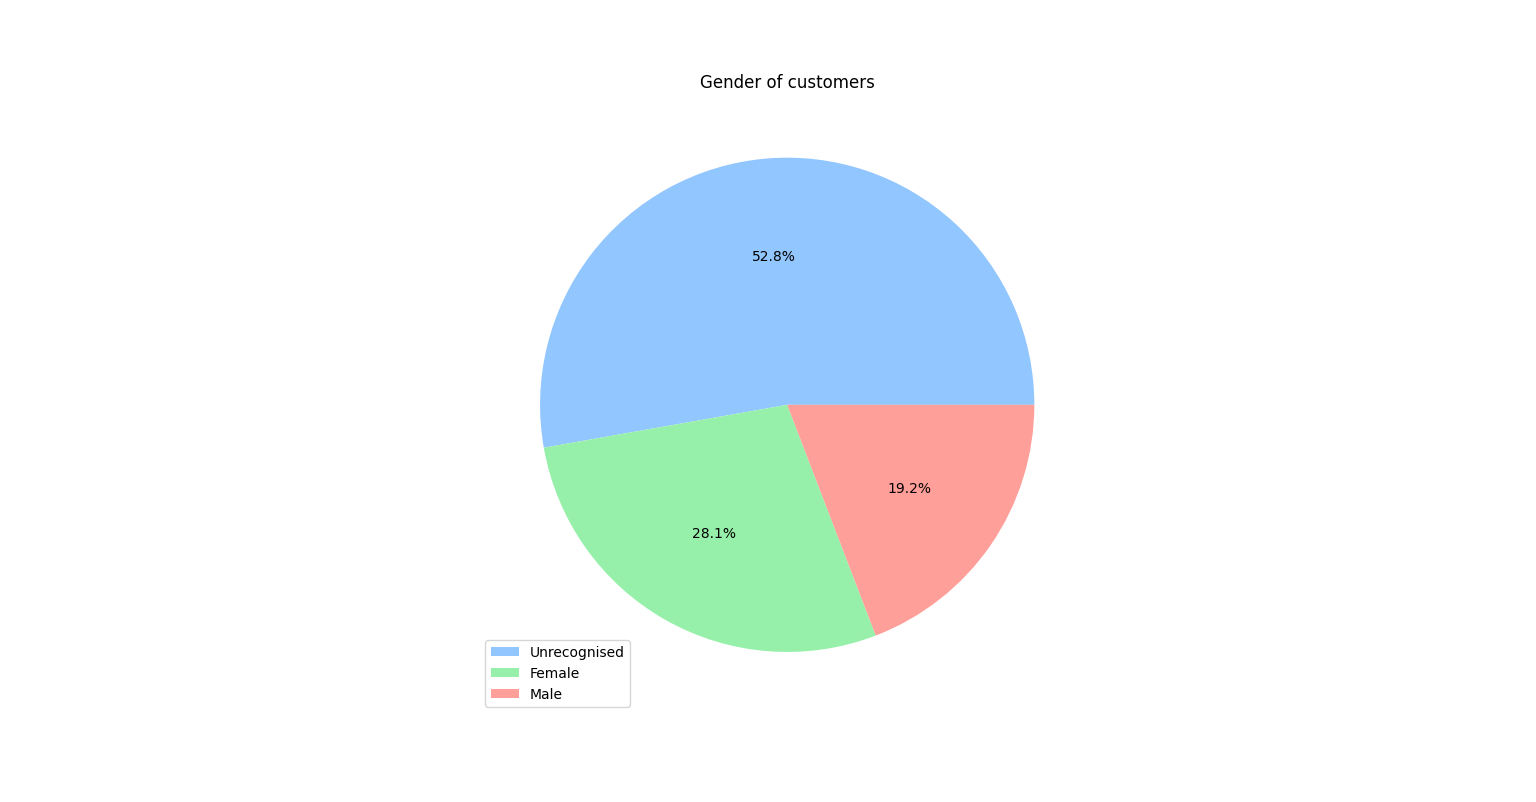 Gender of customers
52.8%
19.2%
28.1%
Unrecognised
Female
Male